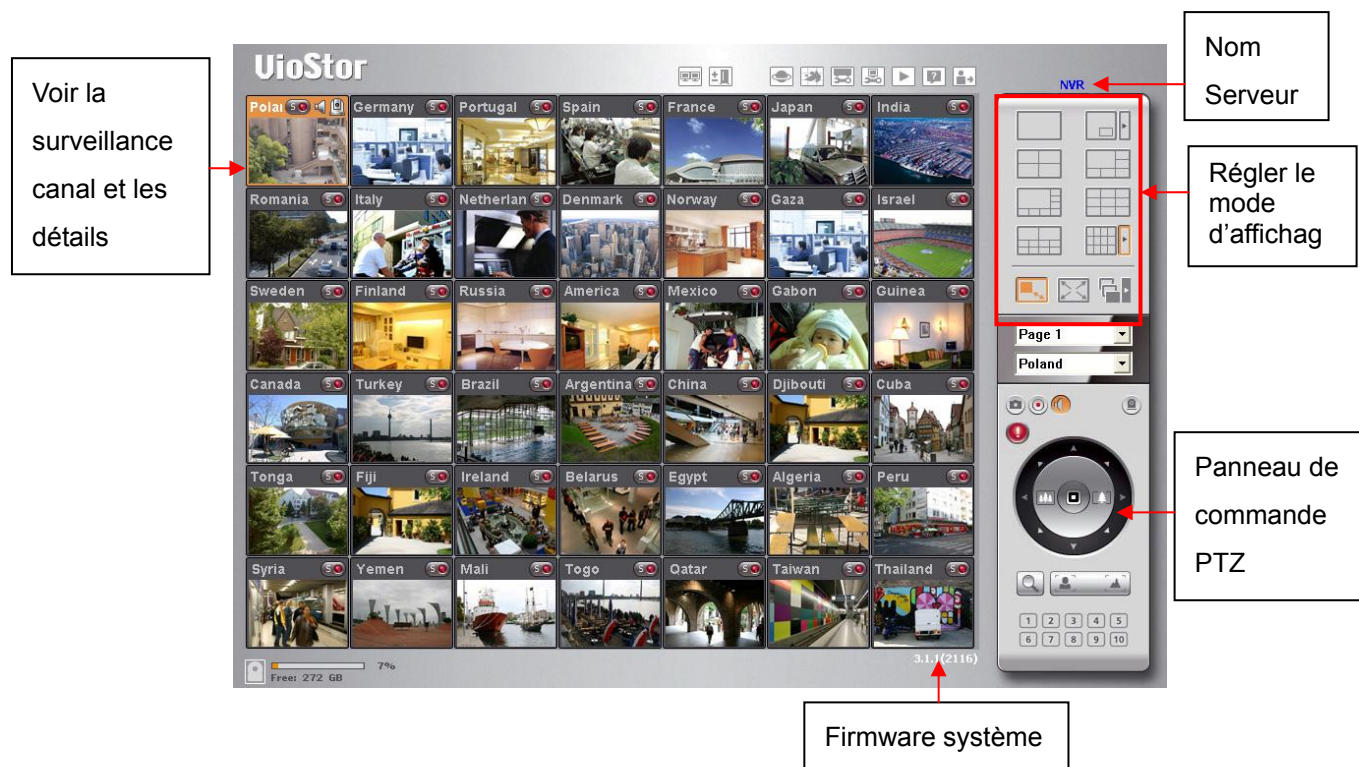 Voir la
surveillance
canal et les
détails
VioStor
Polar S
Germany S
Portugal S
Spain S
France S
Japan S
India S
Romania S
Italy S
Netherlan S
Denmark S
Norway S
Gaza S
Israel S
Sweden S
Finland S
Russia S
America S
Mexico S
Gabon S
Guinea S
Canada S
Turkey S
Brazil S
Argentina S
China S
Djibouti S
Cuba S
Tonga S
Fiji S
Ireland S
Belarus S
Egypt S
Algeria S
Peru S
Syria S
Yemen S
Mali S
Togo S
Qatar S
Taiwan S
Thailand S
7%
Free: 272 GB
3.1.1(2116)
NVR
Page 1
Poland
1 2 3 4 5
6 7 8 9 10
Nom
Serveur
Régler le
mode
d’affichag
Panneau de
commande
PTZ
Firmware système